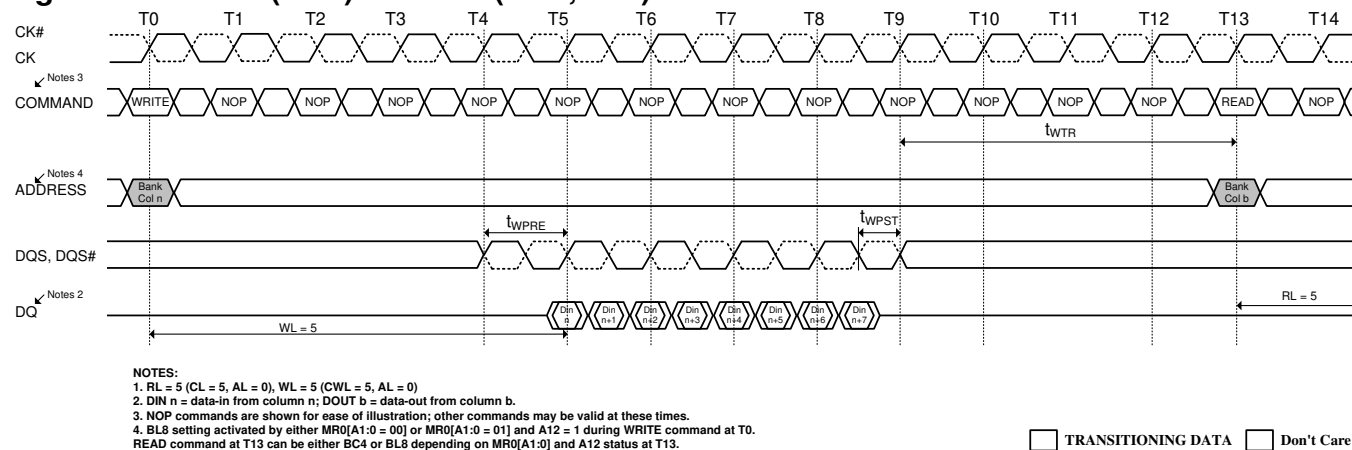 T0 T1 T2 T3 T4 T5 T6 T7 T8 T9 T10 T11 T12 T13 T14
CK#
CK
Notes 3
COMMAND WRITE NOP NOP NOP NOP NOP NOP NOP NOP NOP NOP NOP NOP READ NOP
tWTR
Notes 4
ADDRESS
Bank
Col n
Bank
Col b
tWPRE
tWPST
DQS, DQS#
Notes 2
DQ
Din
n
Din
n+1
Din
n+2
Din
n+3
Din
n+4
Din
n+5
Din
n+6
Din
n+7
RL = 5
WL = 5
NOTES:
1. RL = 5 (CL = 5, AL = 0), WL = 5 (CWL = 5, AL = 0)
2. DIN n = data-in from column n; DOUT b = data-out from column b.
3. NOP commands are shown for ease of illustration; other commands may be valid at these times.
4. BL8 setting activated by either MR0[A1:0 = 00] or MR0[A1:0 = 01] and A12 = 1 during WRITE command at T0.
READ command at T13 can be either BC4 or BL8 depending on MR0[A1:0] and A12 status at T13.
TRANSITIONING DATA Don't Care